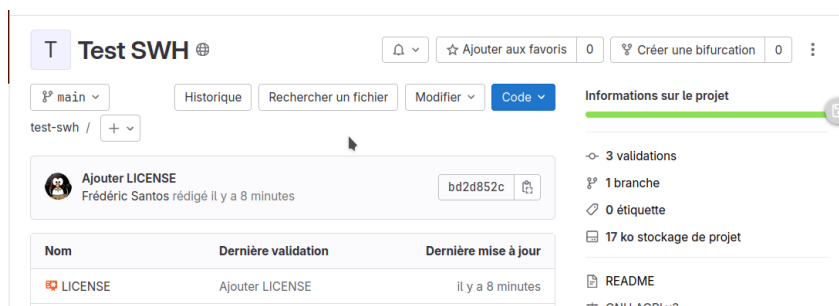 T Test SWH
Ajouter aux favoris 0 Créer une bifurcation 0
main Historique Rechercher un fichier Modifier Code
test-swh / +
Ajouter LICENSE
Frédéric Santos rédigé il y a 8 minutes
bd2d852c
Nom Dernière validation Dernière mise à jour
LICENSE Ajouter LICENSE il y a 8 minutes
Informations sur le projet
3 validations
1 branche
0 étiquette
17 ko stockage de projet
README